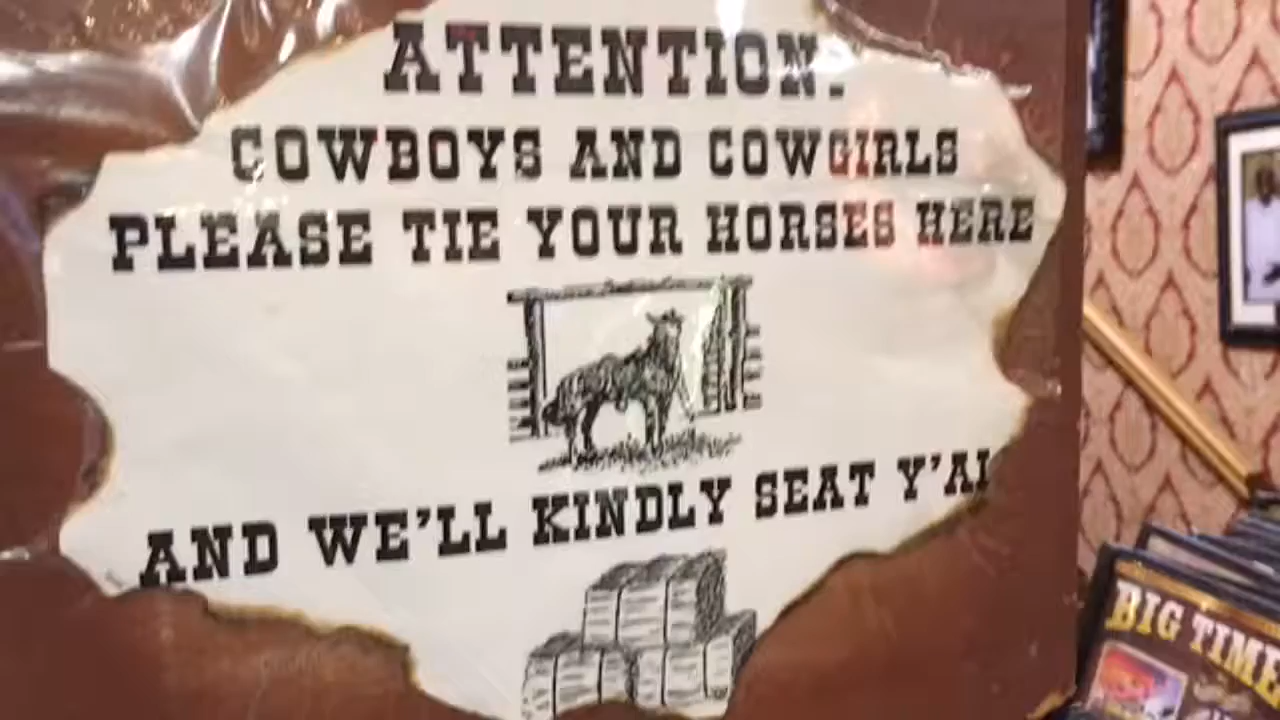 ATTENTION:
COWBOYS AND COWGIRLS
PLEASE TIE YOUR HORSES HERE
AND WE'LL KINDLY SEAT
BIG TIME